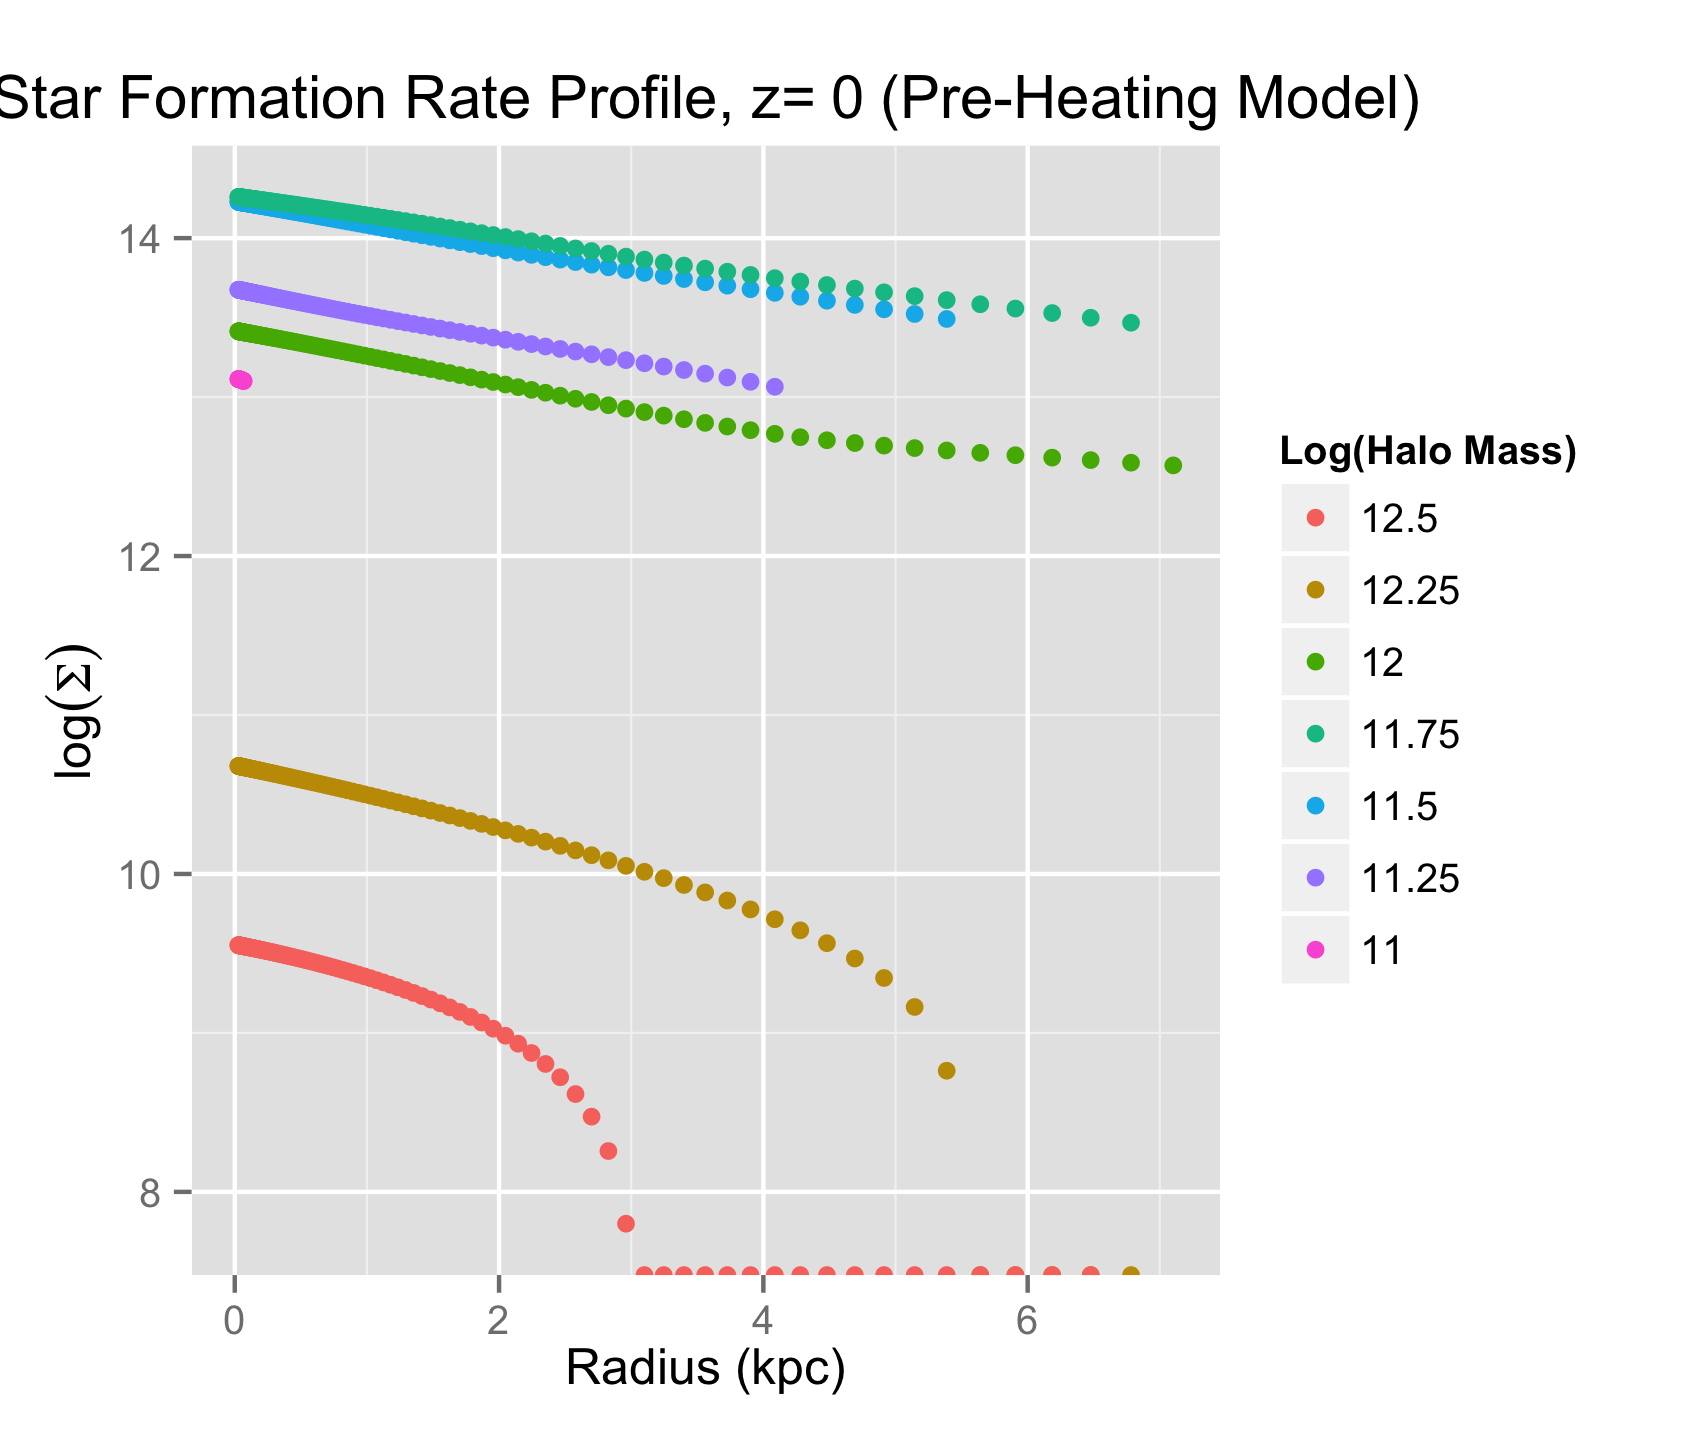 Star Formation Rate Profile, z= 0 (Pre-Heating Model)
14
12
10
8
log(Σ)
0 2 4 6
Radius (kpc)
Log(Halo Mass)
12.5
12.25
12
11.75
11.5
11.25
11